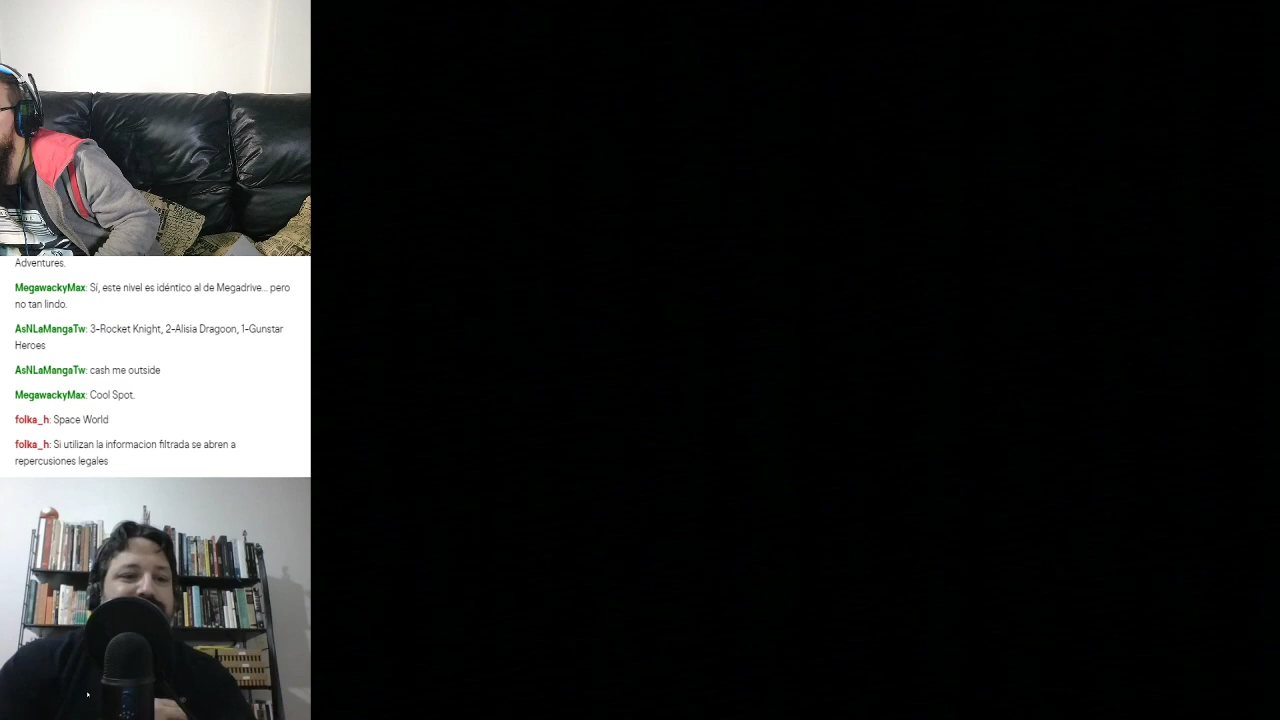 Adventures.
MegawackyMax: Sí, este nivel es idéntico al de Megadrive... pero
no tan lindo.
AsNLaMangaTw: 3-Rocket Knight, 2-Alisia Dragoon, 1-Gunstar
Heroes
AsNLaMangaTw: cash me outside
MegawackyMax: Cool Spot.
folka_h: Space World
folka_h: Si utilizan la informacion filtrada se abren a
repercusiones legales